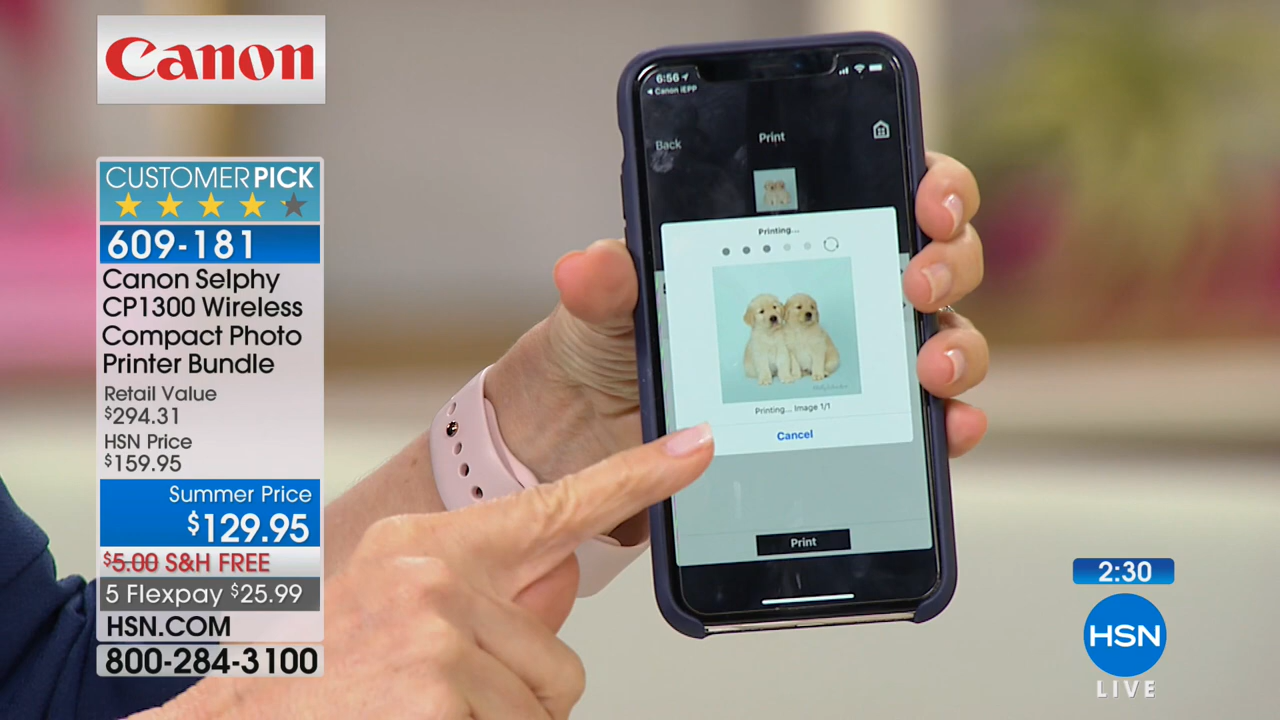 Canon
CUSTOMER PICK
609-181
Canon Selphy
CP1300 Wireless
Compact Photo
Printer Bundle
Retail Value
$294.31
HSN Price
$159.95
Summer Price
$129.95
$5.00 S&H FREE
5 Flexpay $25.99
HSN.COM
800-284-3100
6:56
Canon iEPP
Back
Print
Printing...
Printing... Image 1/1
Cancel
Print
2:30
HSN
LIVE